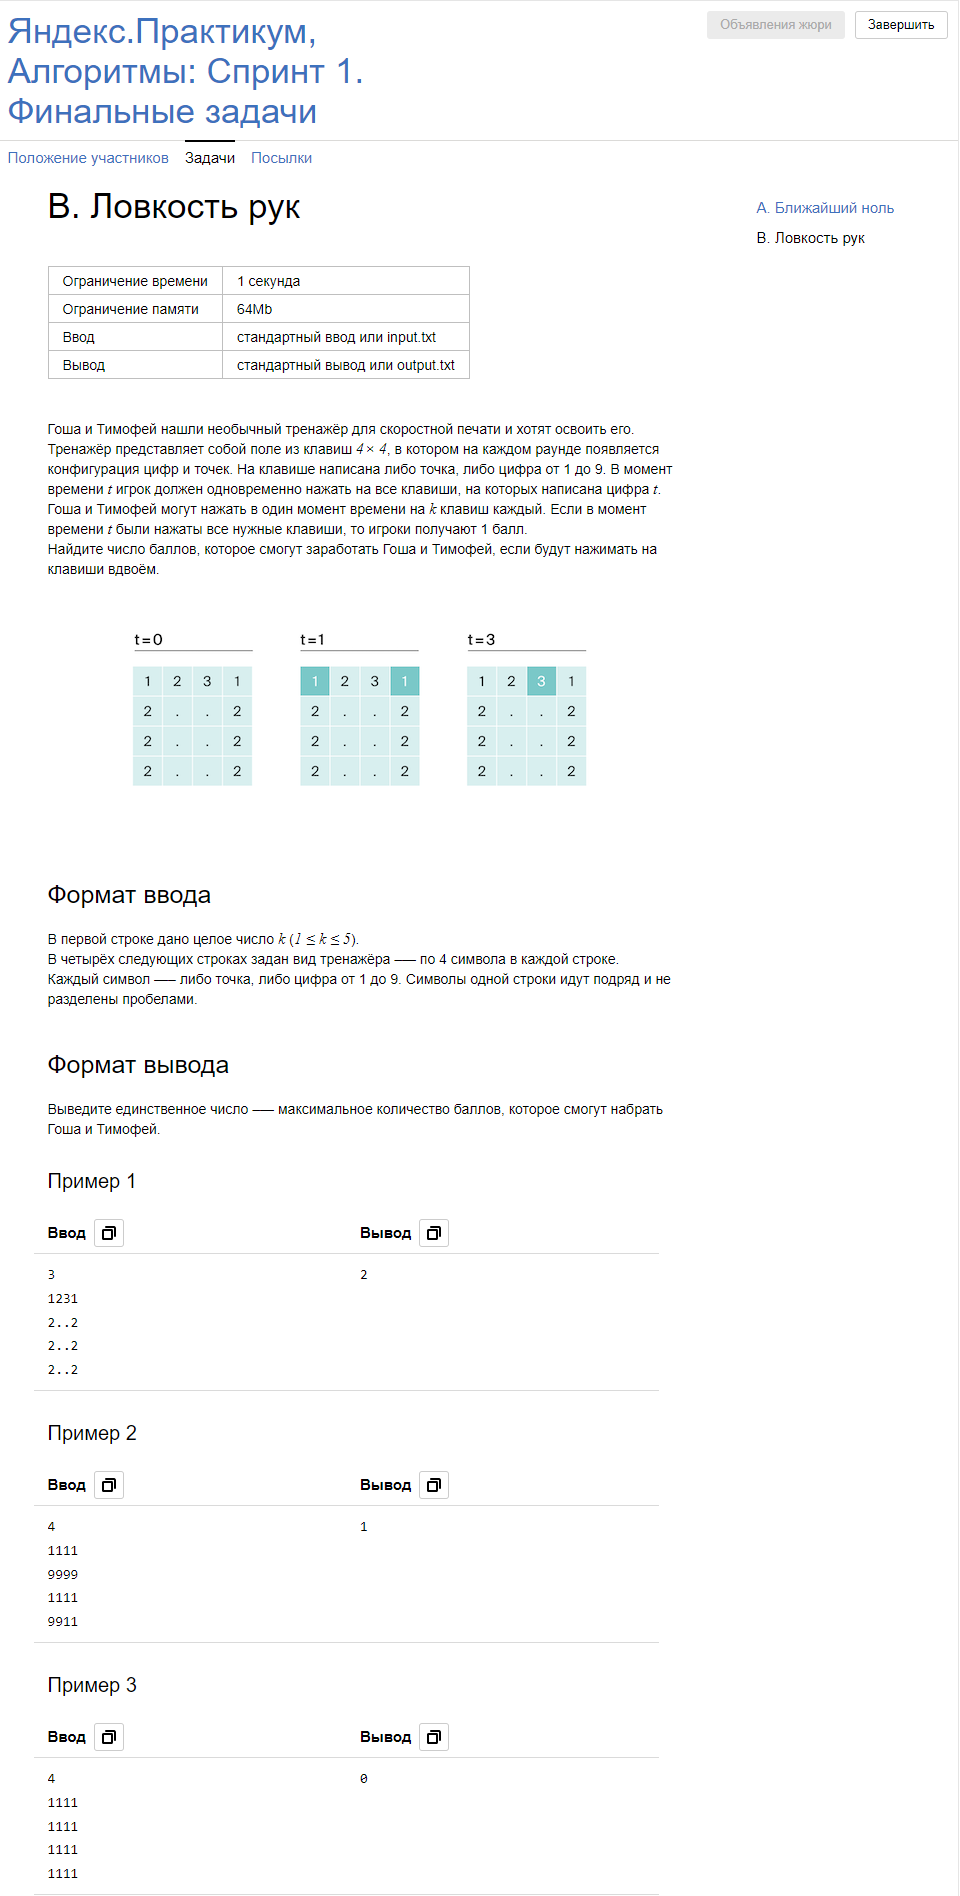 Яндекс.Практикум,
Алгоритмы: Спринт 1.
Финальные задачи
Объявления жюри
Завершить
Положение участников Задачи Посылки
B. Ловкость рук
A. Ближайший ноль
B. Ловкость рук
Ограничение времени 1 секунда
Ограничение памяти 64Mb
Ввод стандартный ввод или input.txt
Вывод стандартный вывод или output.txt
Гоша и Тимофей нашли необычный тренажёр для скоростной печати и хотят освоить его.
Тренажёр представляет собой поле из клавиш 4 × 4, в котором на каждом раунде появляется
конфигурация цифр и точек. На клавише написана либо точка, либо цифра от 1 до 9. В момент
времени t игрок должен одновременно нажать на все клавиши, на которых написана цифра t.
Гоша и Тимофей могут нажать в один момент времени на k клавиш каждый. Если в момент
времени t были нажаты все нужные клавиши, то игроки получают 1 балл.
Найдите число баллов, которое смогут заработать Гоша и Тимофей, если будут нажимать на
клавиши вдвоём.
t=0 t=1 t=3
1 2 3 1 1 2 3 1 1 2 3 1
2 . . 2 2 . . 2 2 . . 2
2 . . 2 2 . . 2 2 . . 2
2 . . 2 2 . . 2 2 . . 2
Формат ввода
В первой строке дано целое число k (1 ≤ k ≤ 5).
В четырёх следующих строках задан вид тренажёра –— по 4 символа в каждой строке.
Каждый символ –— либо точка, либо цифра от 1 до 9. Символы одной строки идут подряд и не
разделены пробелами.
Формат вывода
Выведите единственное число –— максимальное количество баллов, которое смогут набрать
Гоша и Тимофей.
Пример 1
Ввод Вывод
3 2
1231
2..2
2..2
2..2
Пример 2
Ввод Вывод
4 1
1111
9999
1111
9911
Пример 3
Ввод Вывод
4 0
1111
1111
1111
1111